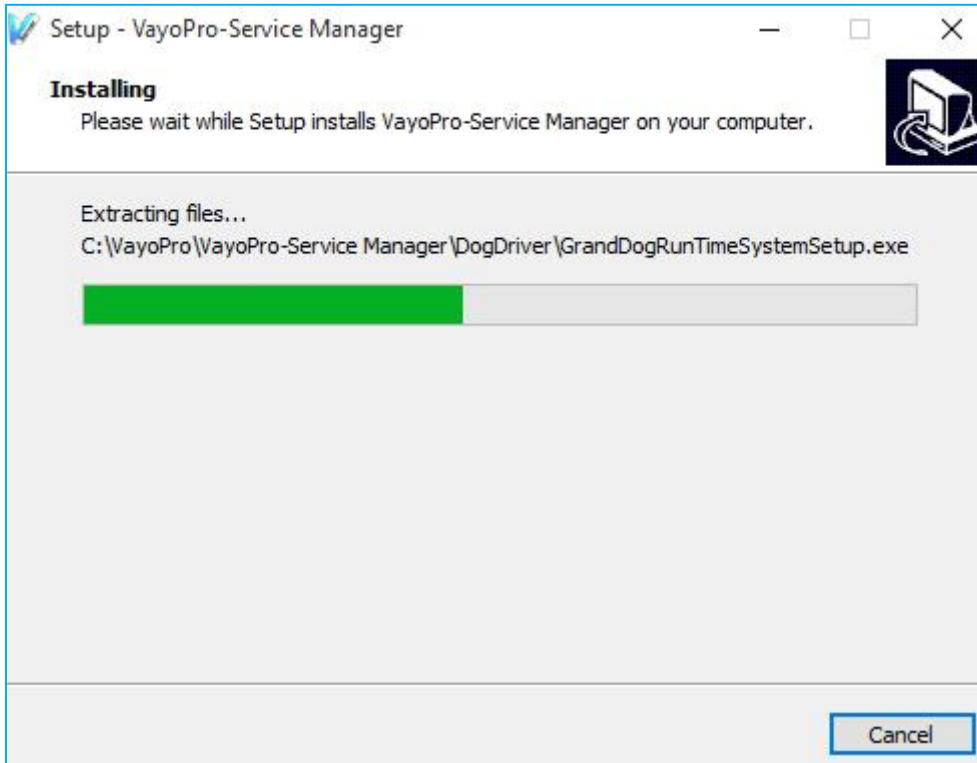 Setup - VayoPro-Service Manager
Installing
Please wait while Setup installs VayoPro-Service Manager on your computer.
Extracting files...
C:\VayoPro\VayoPro-Service Manager\DogDriver\GrandDogRunTimeSystemSetup.exe
Cancel